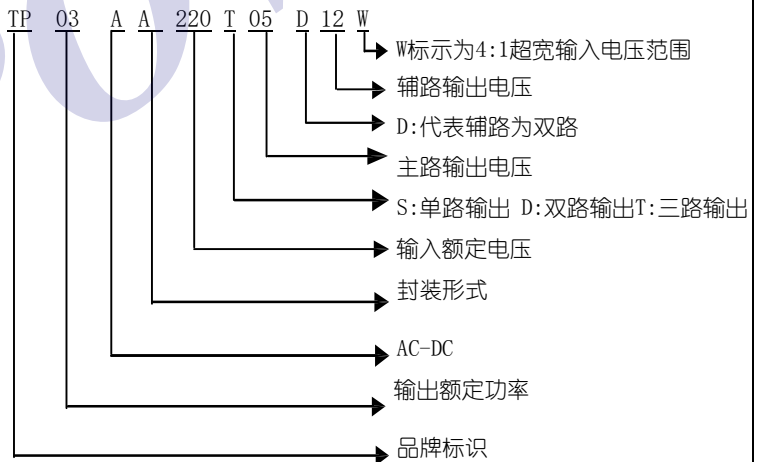 TP 03 A A 220 T 05 D 12 W
W标示为4:1超宽输入电压范围
辅路输出电压
D:代表辅路为双路
主路输出电压
S:单路输出 D:双路输出T:三路输出
输入额定电压
封装形式
AC-DC
输出额定功率
品牌标识